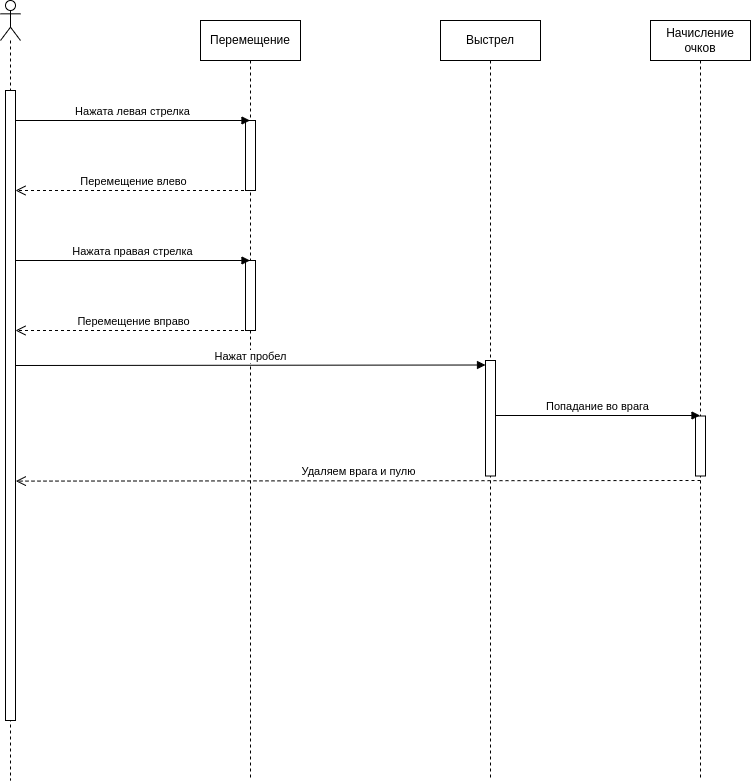 Перемещение
Выстрел
Начисление
очков
Нажата левая стрелка
Перемещение влево
Нажата правая стрелка
Перемещение вправо
Нажат пробел
Попадание во врага
Удаляем врага и пулю